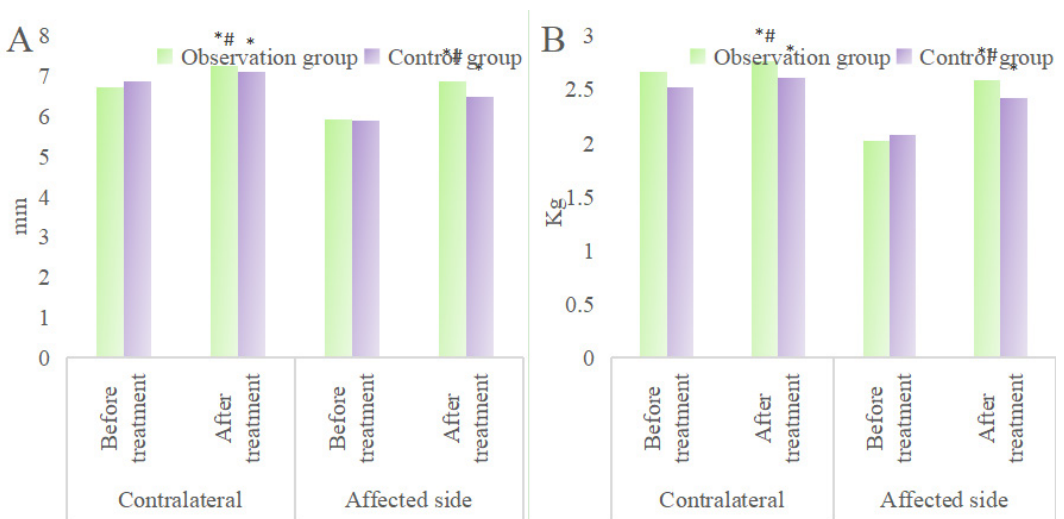 A
Observation group Control group
*# * *# *
8
7
6
5
4
3
2
1
0
mm
Before treatment
After treatment
Before treatment
After treatment
Contralateral
Affected side
B
Observation group Control group
*# * *# *
3
2.5
2
1.5
1
0.5
0
Kg
Before treatment
After treatment
Before treatment
After treatment
Contralateral
Affected side